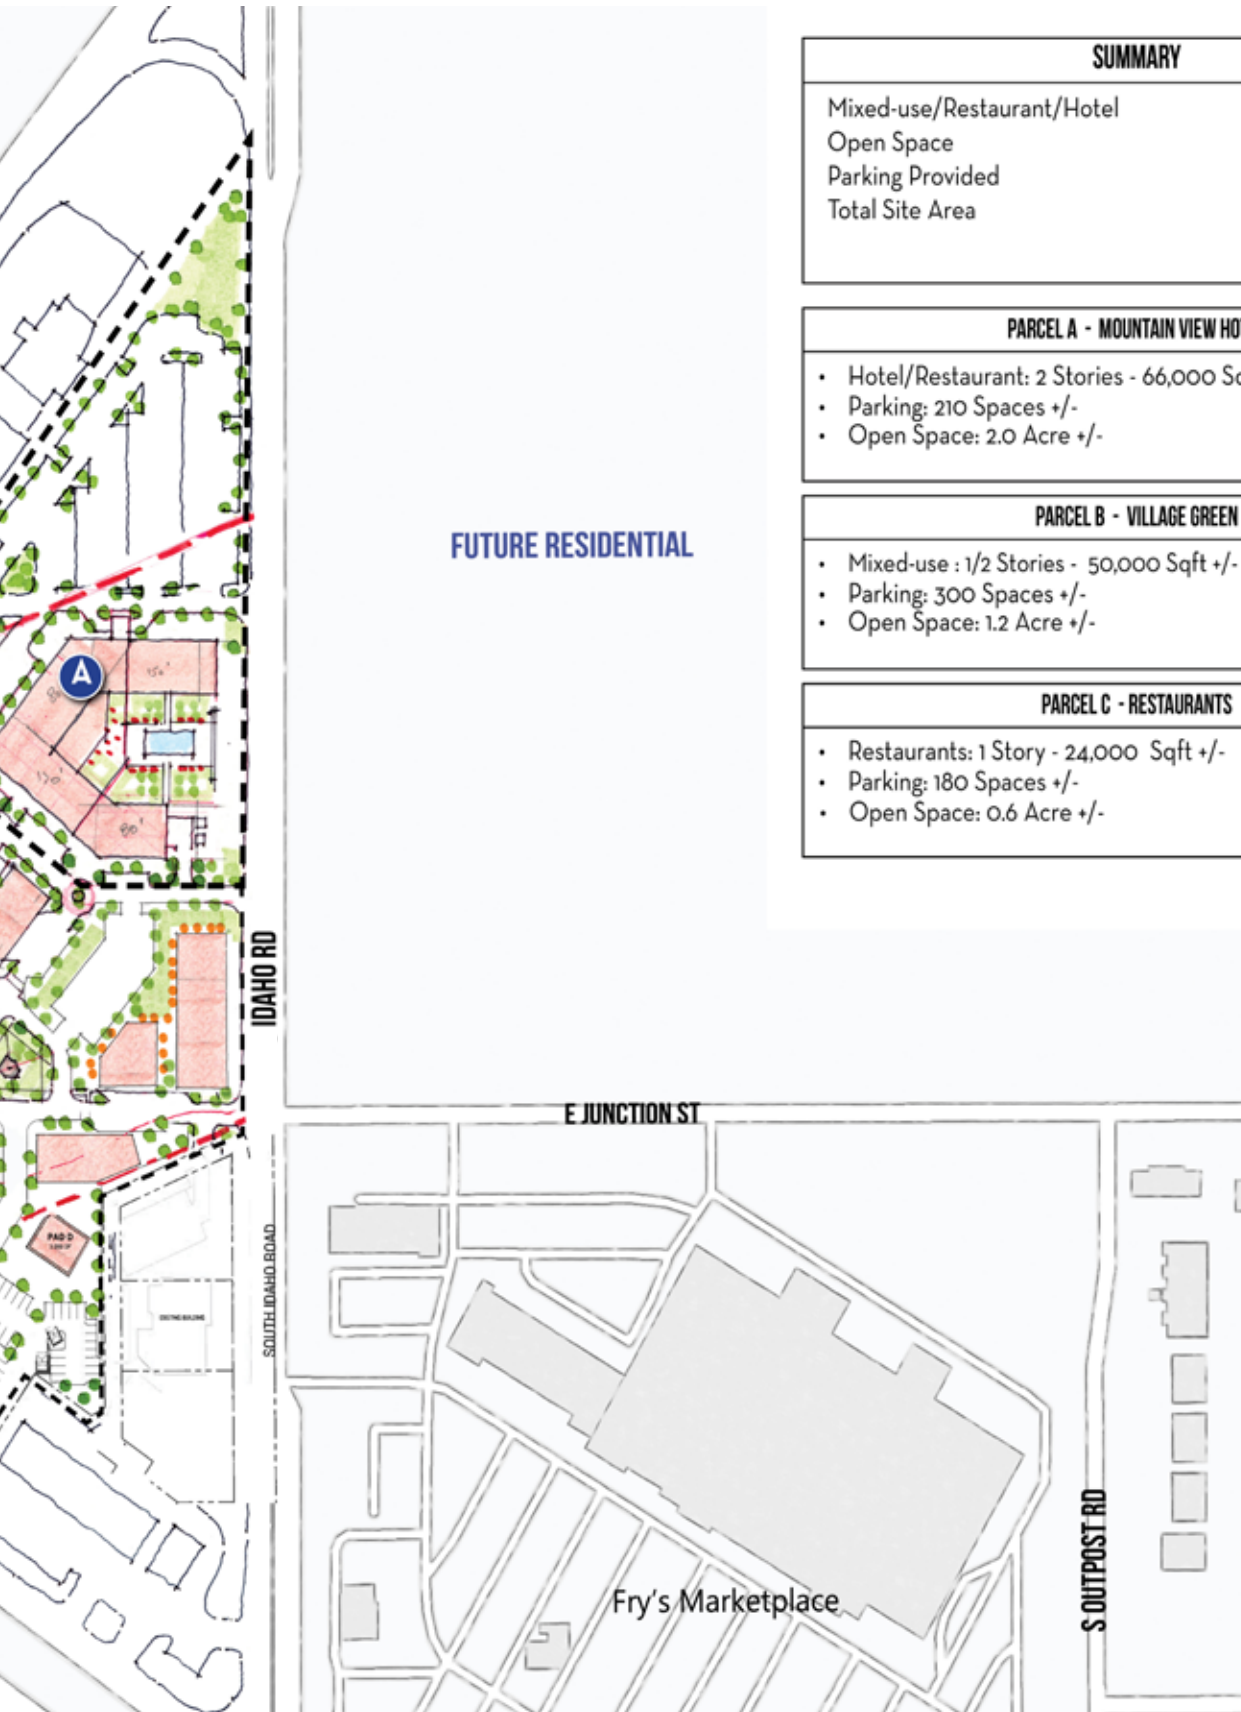 SUMMARY
Mixed-use/Restaurant/Hotel
Open Space
Parking Provided
Total Site Area
PARCEL A - MOUNTAIN VIEW
• Hotel/Restaurant: 2 Stories - 66,000
• Parking: 210 Spaces +/-
• Open Space: 2.0 Acre +/-
PARCEL B - VILLAGE GREEN
• Mixed-use : 1/2 Stories - 50,000 Sqft +/-
• Parking: 300 Spaces +/-
• Open Space: 1.2 Acre +/-
PARCEL C - RESTAURANTS
• Restaurants: 1 Story - 24,000 Sqft +/-
• Parking: 180 Spaces +/-
• Open Space: 0.6 Acre +/-
FUTURE RESIDENTIAL
A
150'
80'
IDAHO RD
E JUNCTION ST
PAD D
SOUTH IDAHO ROAD
EXISTING BUILDING
S OUTPOST RD
Fry's Marketplace